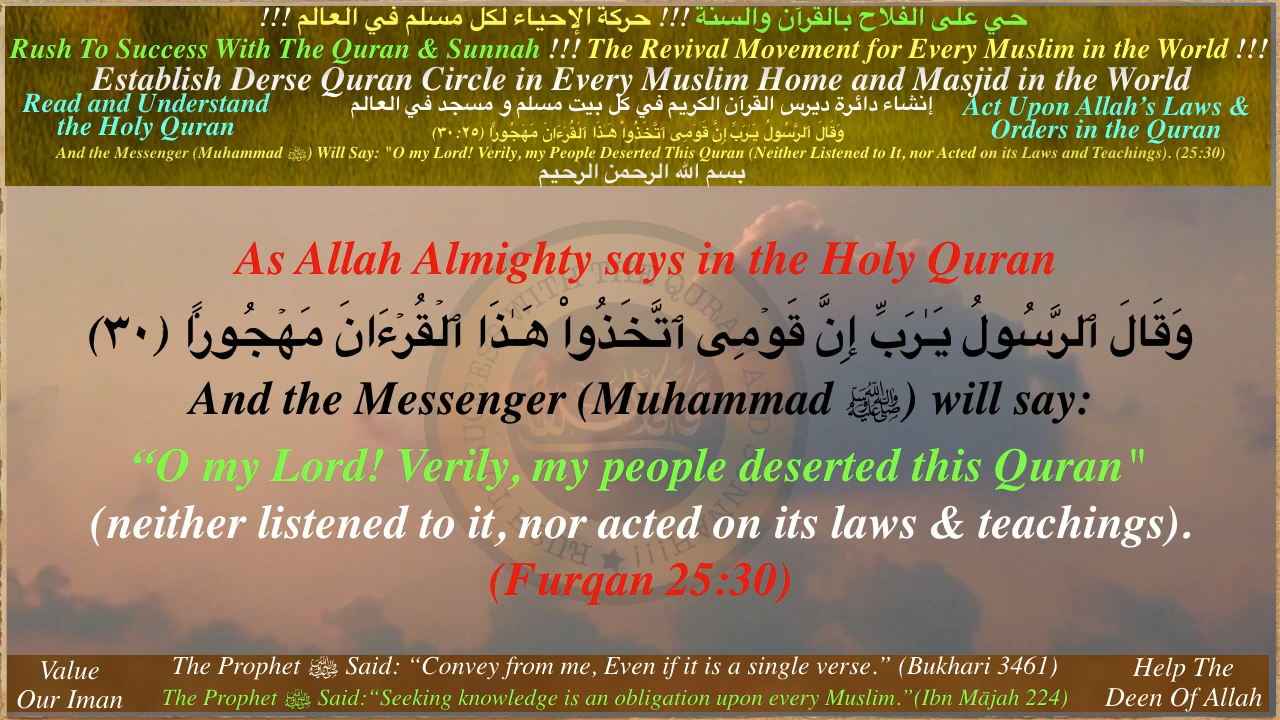 حي على الفلاح بالقرآن والسنة !!! حركة الإحياء لكل مسلم في العالم !!!
Rush To Success With The Quran & Sunnah !!! The Revival Movement for Every Muslim in the World !!!
Establish Derse Quran Circle in Every Muslim Home and Masjid in the World
Read and Understand
the Holy Quran
إنشاء دائرة ديرس القرآن الكريم في كل بيت مسلم و مسجد في العالم
وَقَالَ ٱلرَّسُولُ يَـٰرَبِّ إِنَّ قَوْمِى ٱتَّخَذُوا۟ هَـٰذَا ٱلْقُرْءَانَ مَهْجُورًا (٣٠:٢٥)
Act Upon Allah’s Laws &
Orders in the Quran
And the Messenger (Muhammad ﷺ) Will Say: "O my Lord! Verily, my People Deserted This Quran (Neither Listened to It, nor Acted on its Laws and Teachings). (25:30)
بسم الله الرحمن الرحيم
As Allah Almighty says in the Holy Quran
وَقَالَ ٱلرَّسُولُ يَـٰرَبِّ إِنَّ قَوْمِى ٱتَّخَذُوا۟ هَـٰذَا ٱلْقُرْءَانَ مَهْجُورًا (٣٠)
And the Messenger (Muhammad ﷺ) will say:
“O my Lord! Verily, my people deserted this Quran"
(neither listened to it, nor acted on its laws & teachings).
(Furqan 25:30)
RUSH TO SUCCESS WITH THE QURAN AND SUNNAH!!!
Value
Our Iman
The Prophet ﷺ Said: “Convey from me, Even if it is a single verse.” (Bukhari 3461)
The Prophet ﷺ Said:“Seeking knowledge is an obligation upon every Muslim.”(Ibn Mājah 224)
Help The
Deen Of Allah